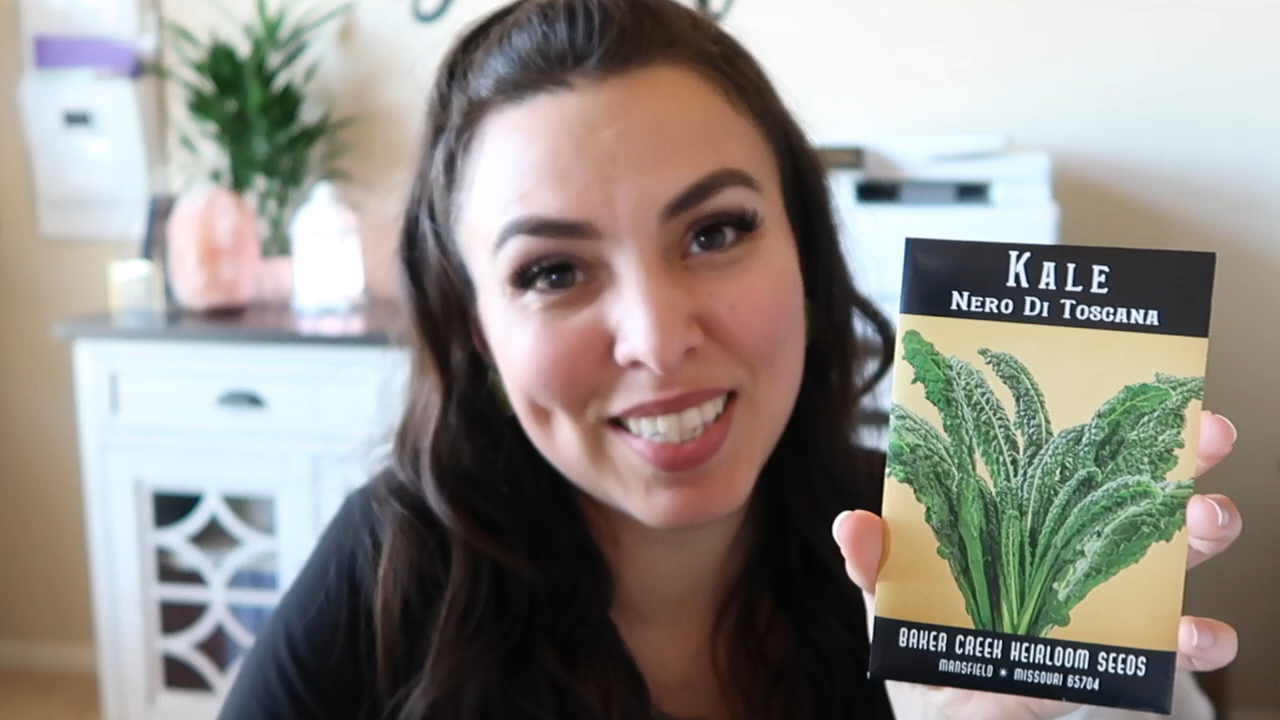 KALE
NERO DI TOSCANA
BAKER CREEK HEIRLOOM SEEDS
MANSFIELD * MISSOURI 65704